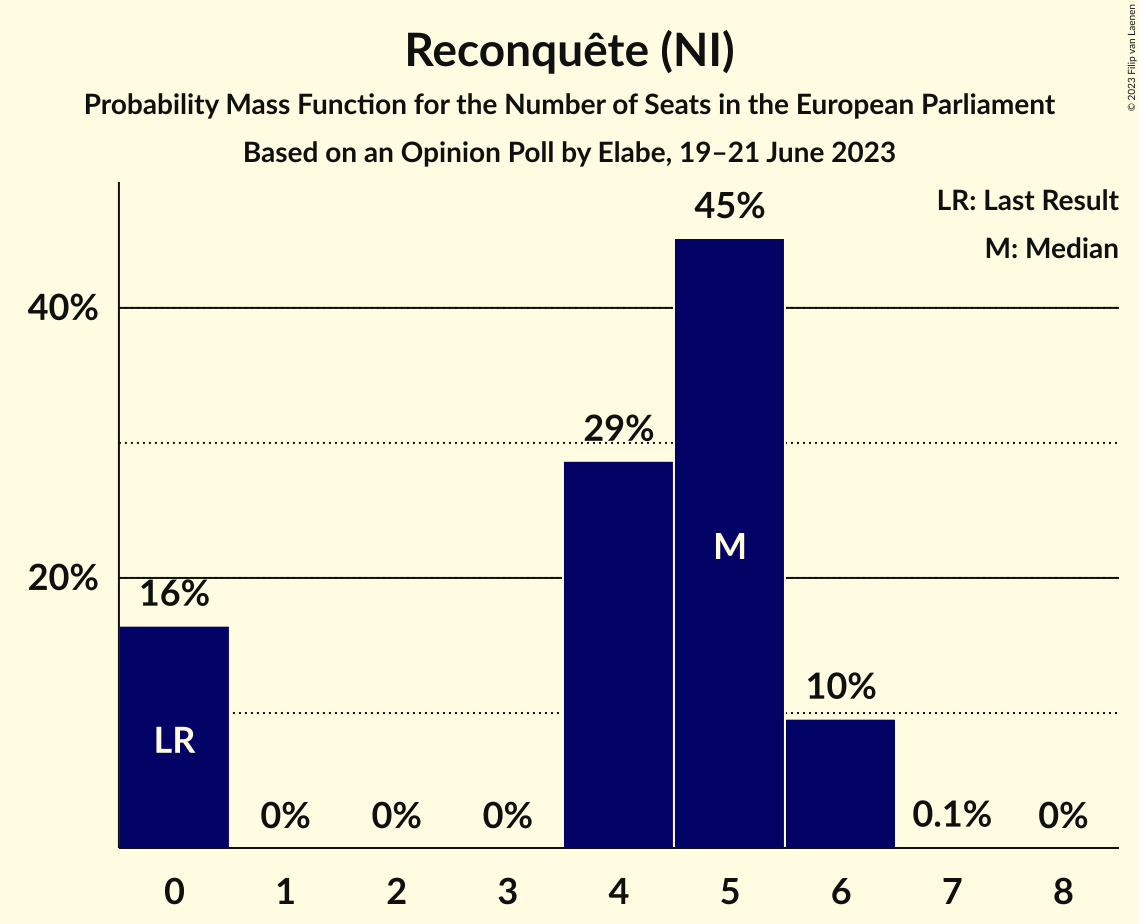 Reconquête (NI)
Probability Mass Function for the Number of Seats in the European Parliament
Based on an Opinion Poll by Elabe, 19–21 June 2023
© 2023 Filip van Laenen
LR: Last Result
M: Median
45%
40%
29%
M
20%
16%
10%
LR
0%
0%
0%
0.1%
0%
0 1 2 3 4 5 6 7 8